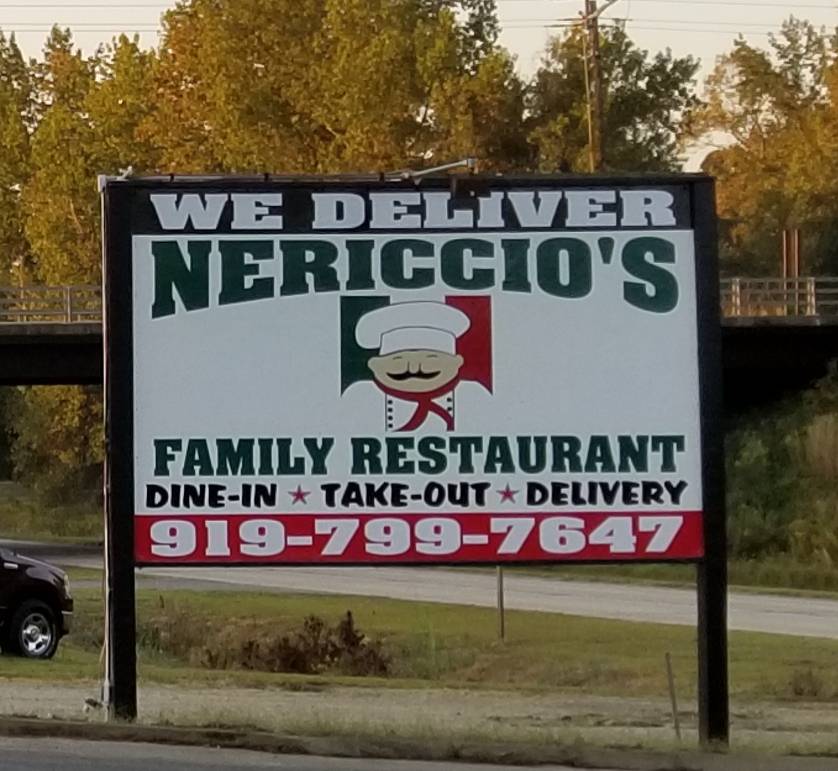 WE DELIVER
NERICCIO'S
FAMILY RESTAURANT
DINE-IN ★ TAKE-OUT ★ DELIVERY
919-799-7647